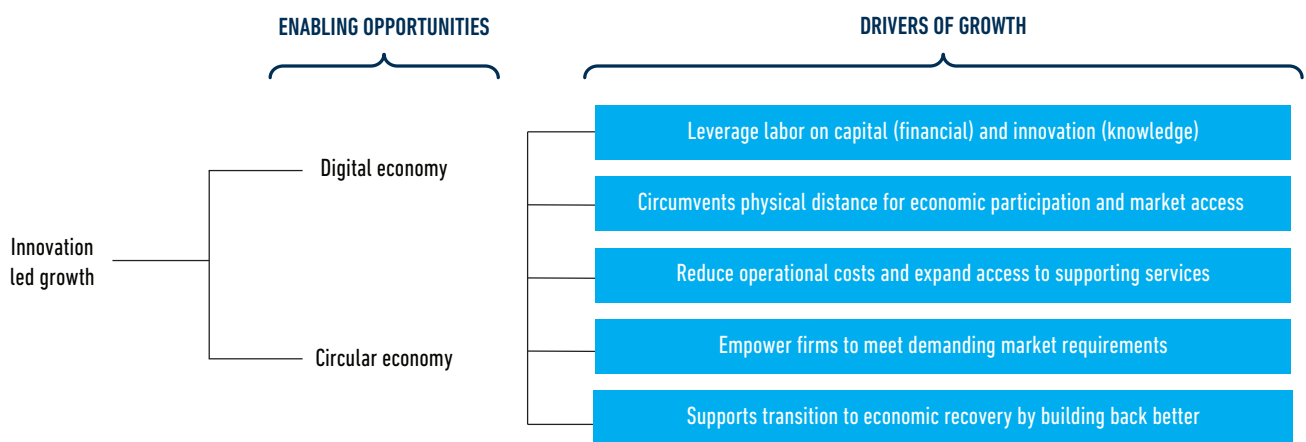 ENABLING OPPORTUNITIES
DRIVERS OF GROWTH
Innovation
led growth
Digital economy
Circular economy
Leverage labor on capital (financial) and innovation (knowledge)
Circumvents physical distance for economic participation and market access
Reduce operational costs and expand access to supporting services
Empower firms to meet demanding market requirements
Supports transition to economic recovery by building back better